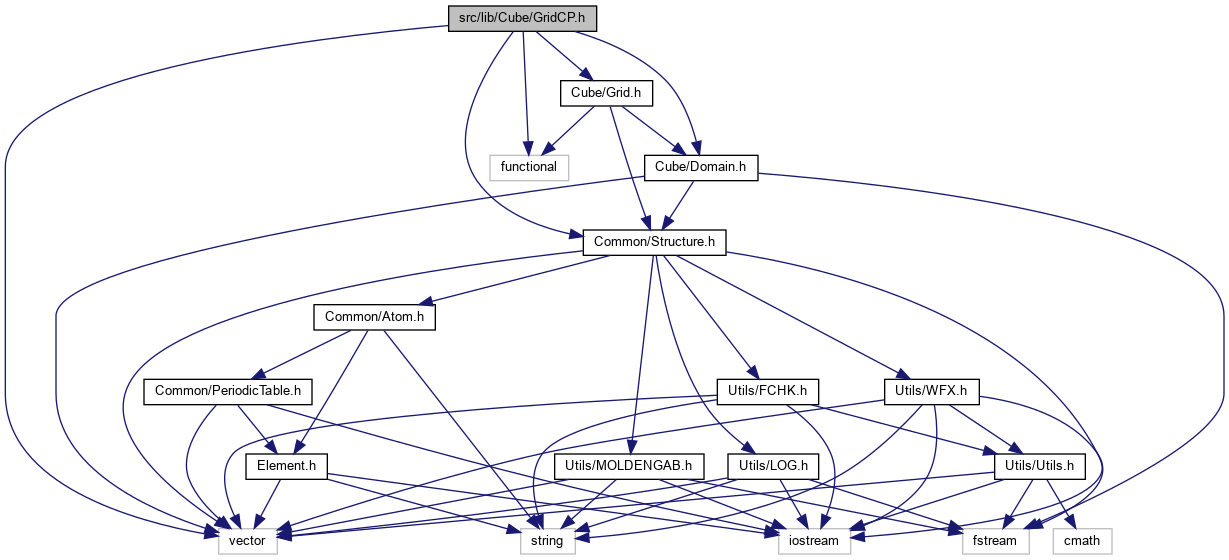 src/lib/Cube/GridCP.h
Cube/Grid.h
functional
Cube/Domain.h
Common/Structure.h
Common/Atom.h
Common/PeriodicTable.h
Utils/FCHK.h
Utils/WFX.h
Element.h
Utils/MOLDENGAB.h
Utils/LOG.h
Utils/Utils.h
vector
string
iostream
fstream
cmath